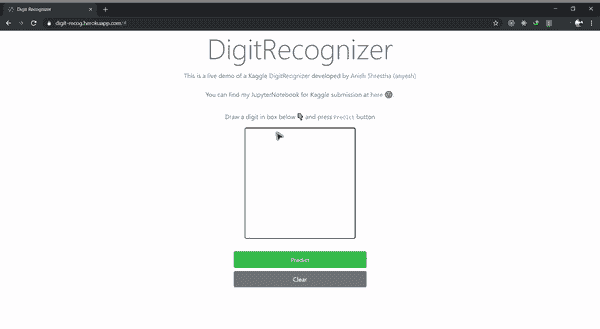 Digit Recognizer
digit-recog.herokuapp.com/#
DigitRecognizer
This is a live demo of a Kaggle DigitRecognizer developed by Anish Shrestha (anyesh)
You can find my JupyterNotebook for Kaggle submission at here
Draw a digit in box below and press Predict button
Predict
Clear